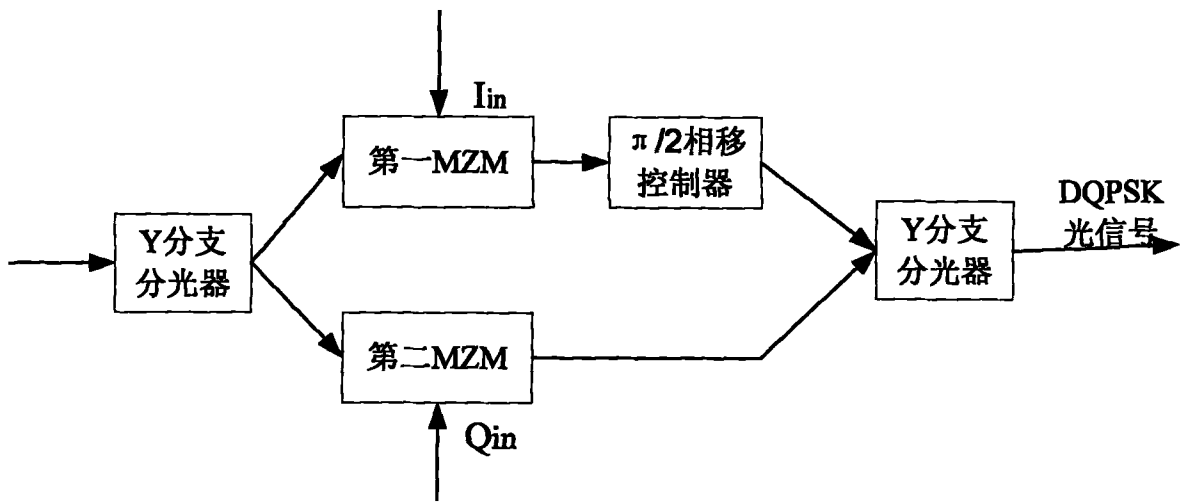 Iin
第一MZM
π/2相移
控制器
Y分支
分光器
DQPSK
光信号
Y分支
分光器
第二MZM
Qin